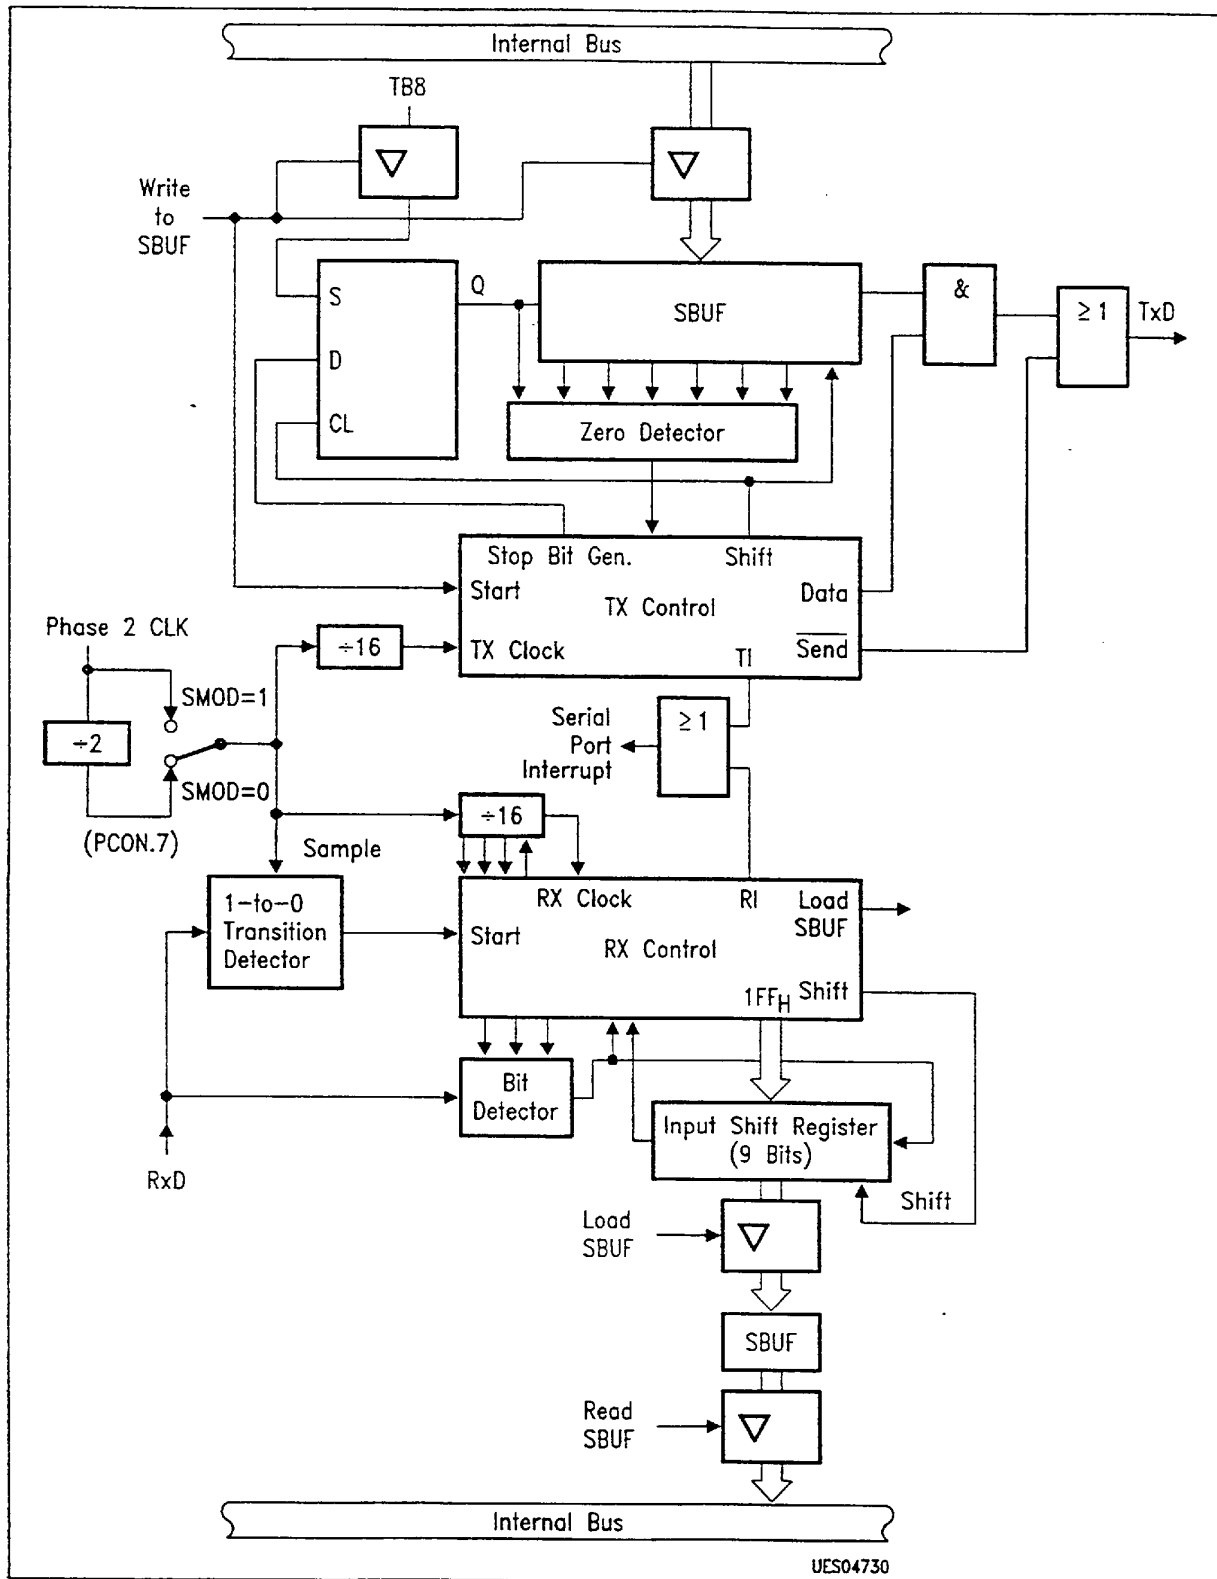 Internal Bus
TB8
Write
to
SBUF
S
Q
D
CL
SBUF
&
≥ 1
TxD
Zero Detector
Stop Bit Gen.
Shift
Start
TX Control
Data
TX Clock
TI
Send
Phase 2 CLK
÷16
SMOD=1
÷2
SMOD=0
(PCON.7)
Serial
Port
Interrupt
≥ 1
÷16
Sample
1-to-0
Transition
Detector
RX Clock
RI
Load
SBUF
Start
RX Control
1FFH
Shift
Bit
Detector
Input Shift Register
(9 Bits)
RxD
Shift
Load
SBUF
SBUF
Read
SBUF
Internal Bus
UES04730